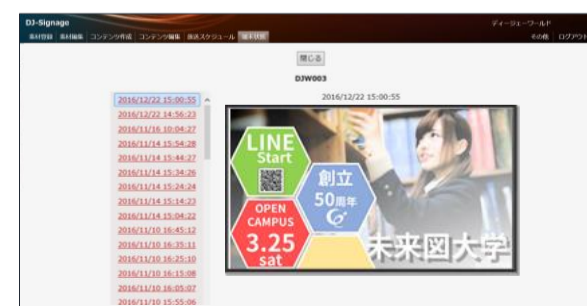 DJ-Signage
ディージェーワールド
素材登録 素材編集 コンテンツ作成 コンテンツ編集 放送スケジュール 端末状態
その他 ログアウト
閉じる
DJW003
2016/12/22 15:00:55
2016/12/22 15:00:55
2016/12/22 14:56:23
2016/11/16 10:04:27
2016/11/14 15:54:28
2016/11/14 15:44:27
2016/11/14 15:34:26
2016/11/14 15:24:24
2016/11/14 15:14:23
2016/11/14 15:04:22
2016/11/10 16:45:12
2016/11/10 16:35:11
2016/11/10 16:25:10
2016/11/10 16:15:08
2016/11/10 16:05:07
2016/11/10 15:55:06
LINE
Start
創立
50周年
OPEN
CAMPUS
3.25
sat
未来図大学